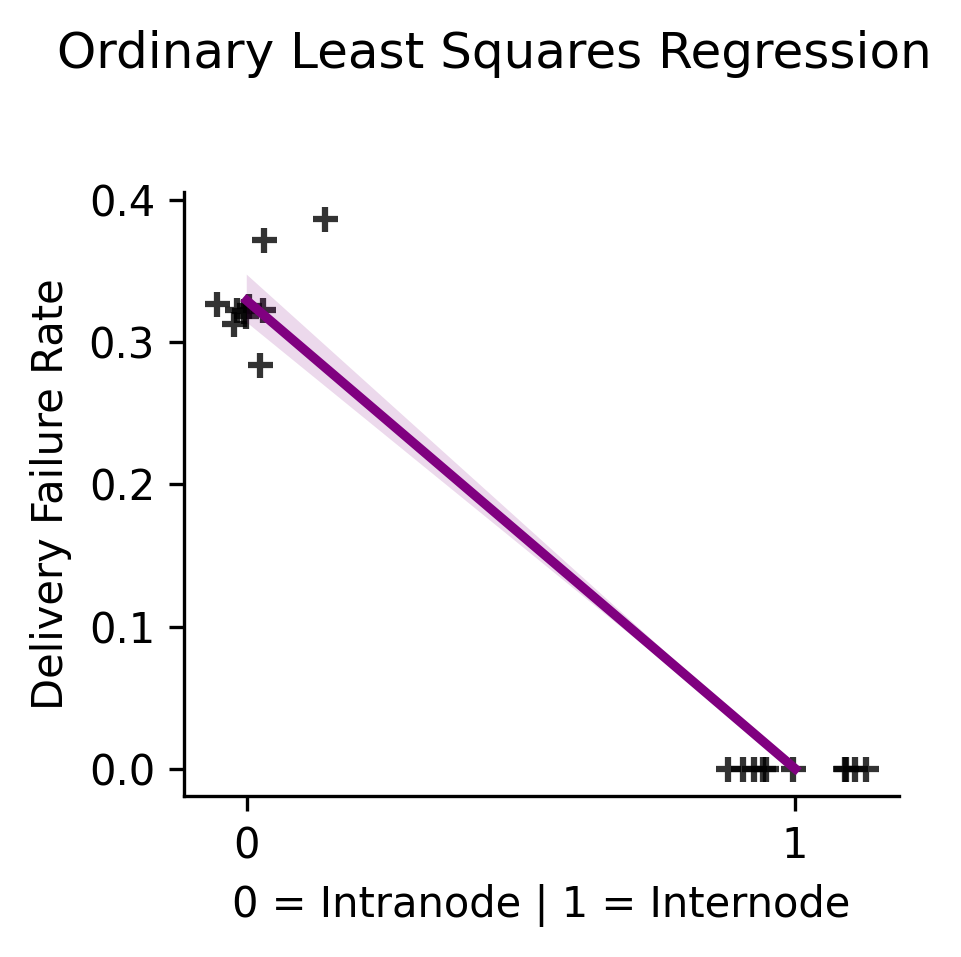 Ordinary Least Squares Regression
0.4
0.3
0.2
0.1
0.0
Delivery Failure Rate
0
1
0 = Intranode | 1 = Internode